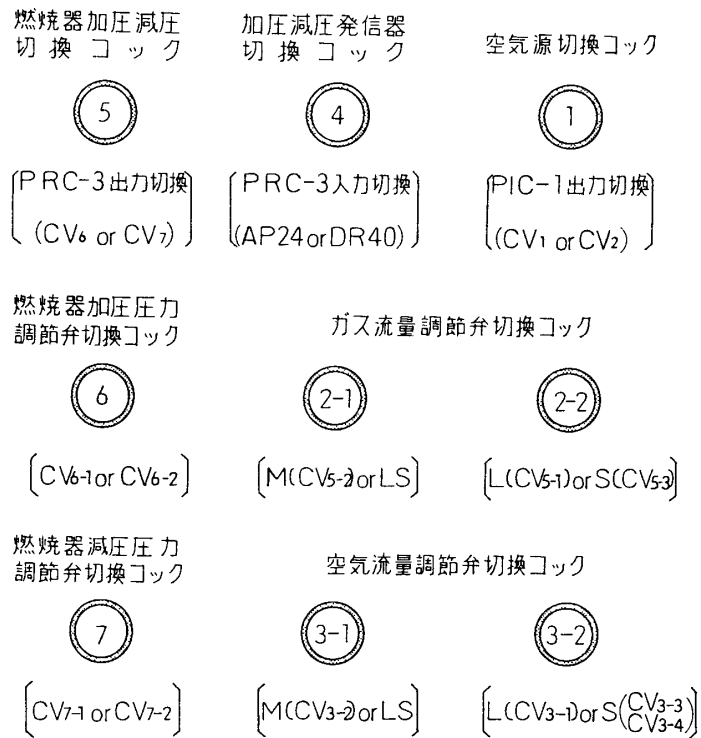 燃焼器加圧減圧
切換コック
5
PRC-3出力切換
(CV6 or CV7)
加圧減圧発信器
切換コック
4
PRC-3入力切換
(AP24orDR40)
空気源切換コック
1
PIC-1出力切換
(CV1 or CV2)
燃焼器加圧圧力
調節弁切換コック
6
[CV6-1 or CV6-2]
ガス流量調節弁切換コック
2-1
[M(CV5-2)orLS]
2-2
[L(CV5-1)or S(CV5-3)]
燃焼器減圧圧力
調節弁切換コック
7
[CV7-1 or CV7-2]
空気流量調節弁切換コック
3-1
[M(CV3-2)orLS]
3-2
[L(CV3-1)or S(CV3-3
CV3-4)]